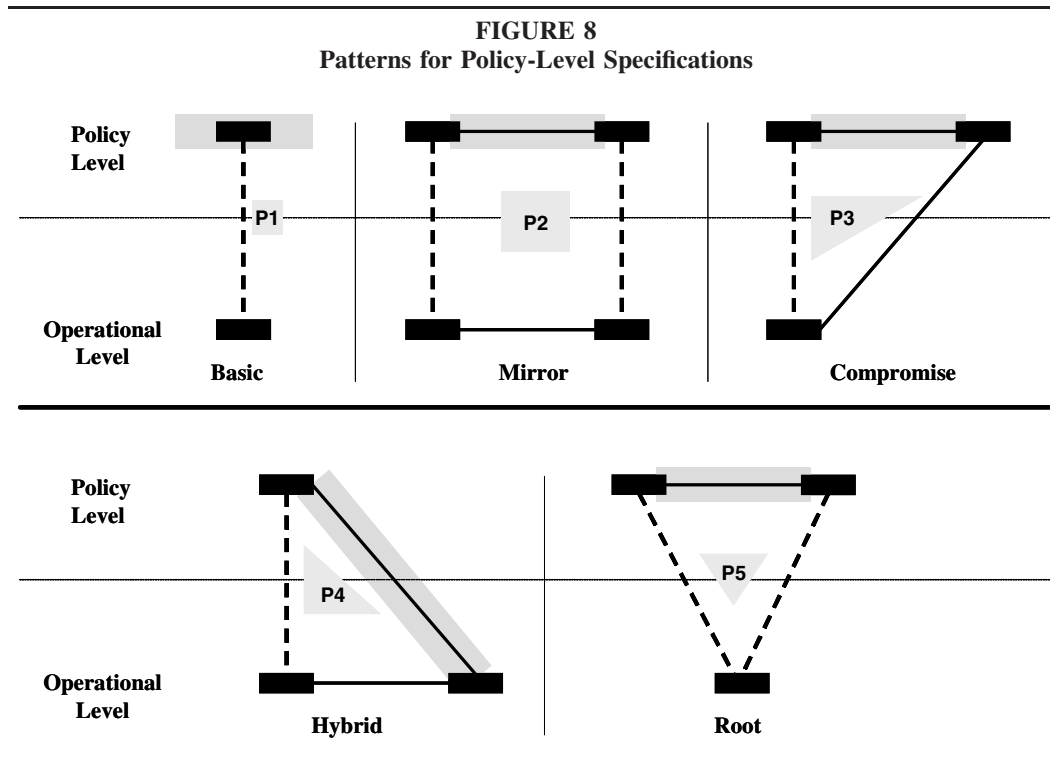 FIGURE 8
Patterns for Policy-Level Specifications
Policy
Level
P1
P2
P3
Operational
Level
Basic
Mirror
Compromise
Policy
Level
P4
P5
Operational
Level
Hybrid
Root